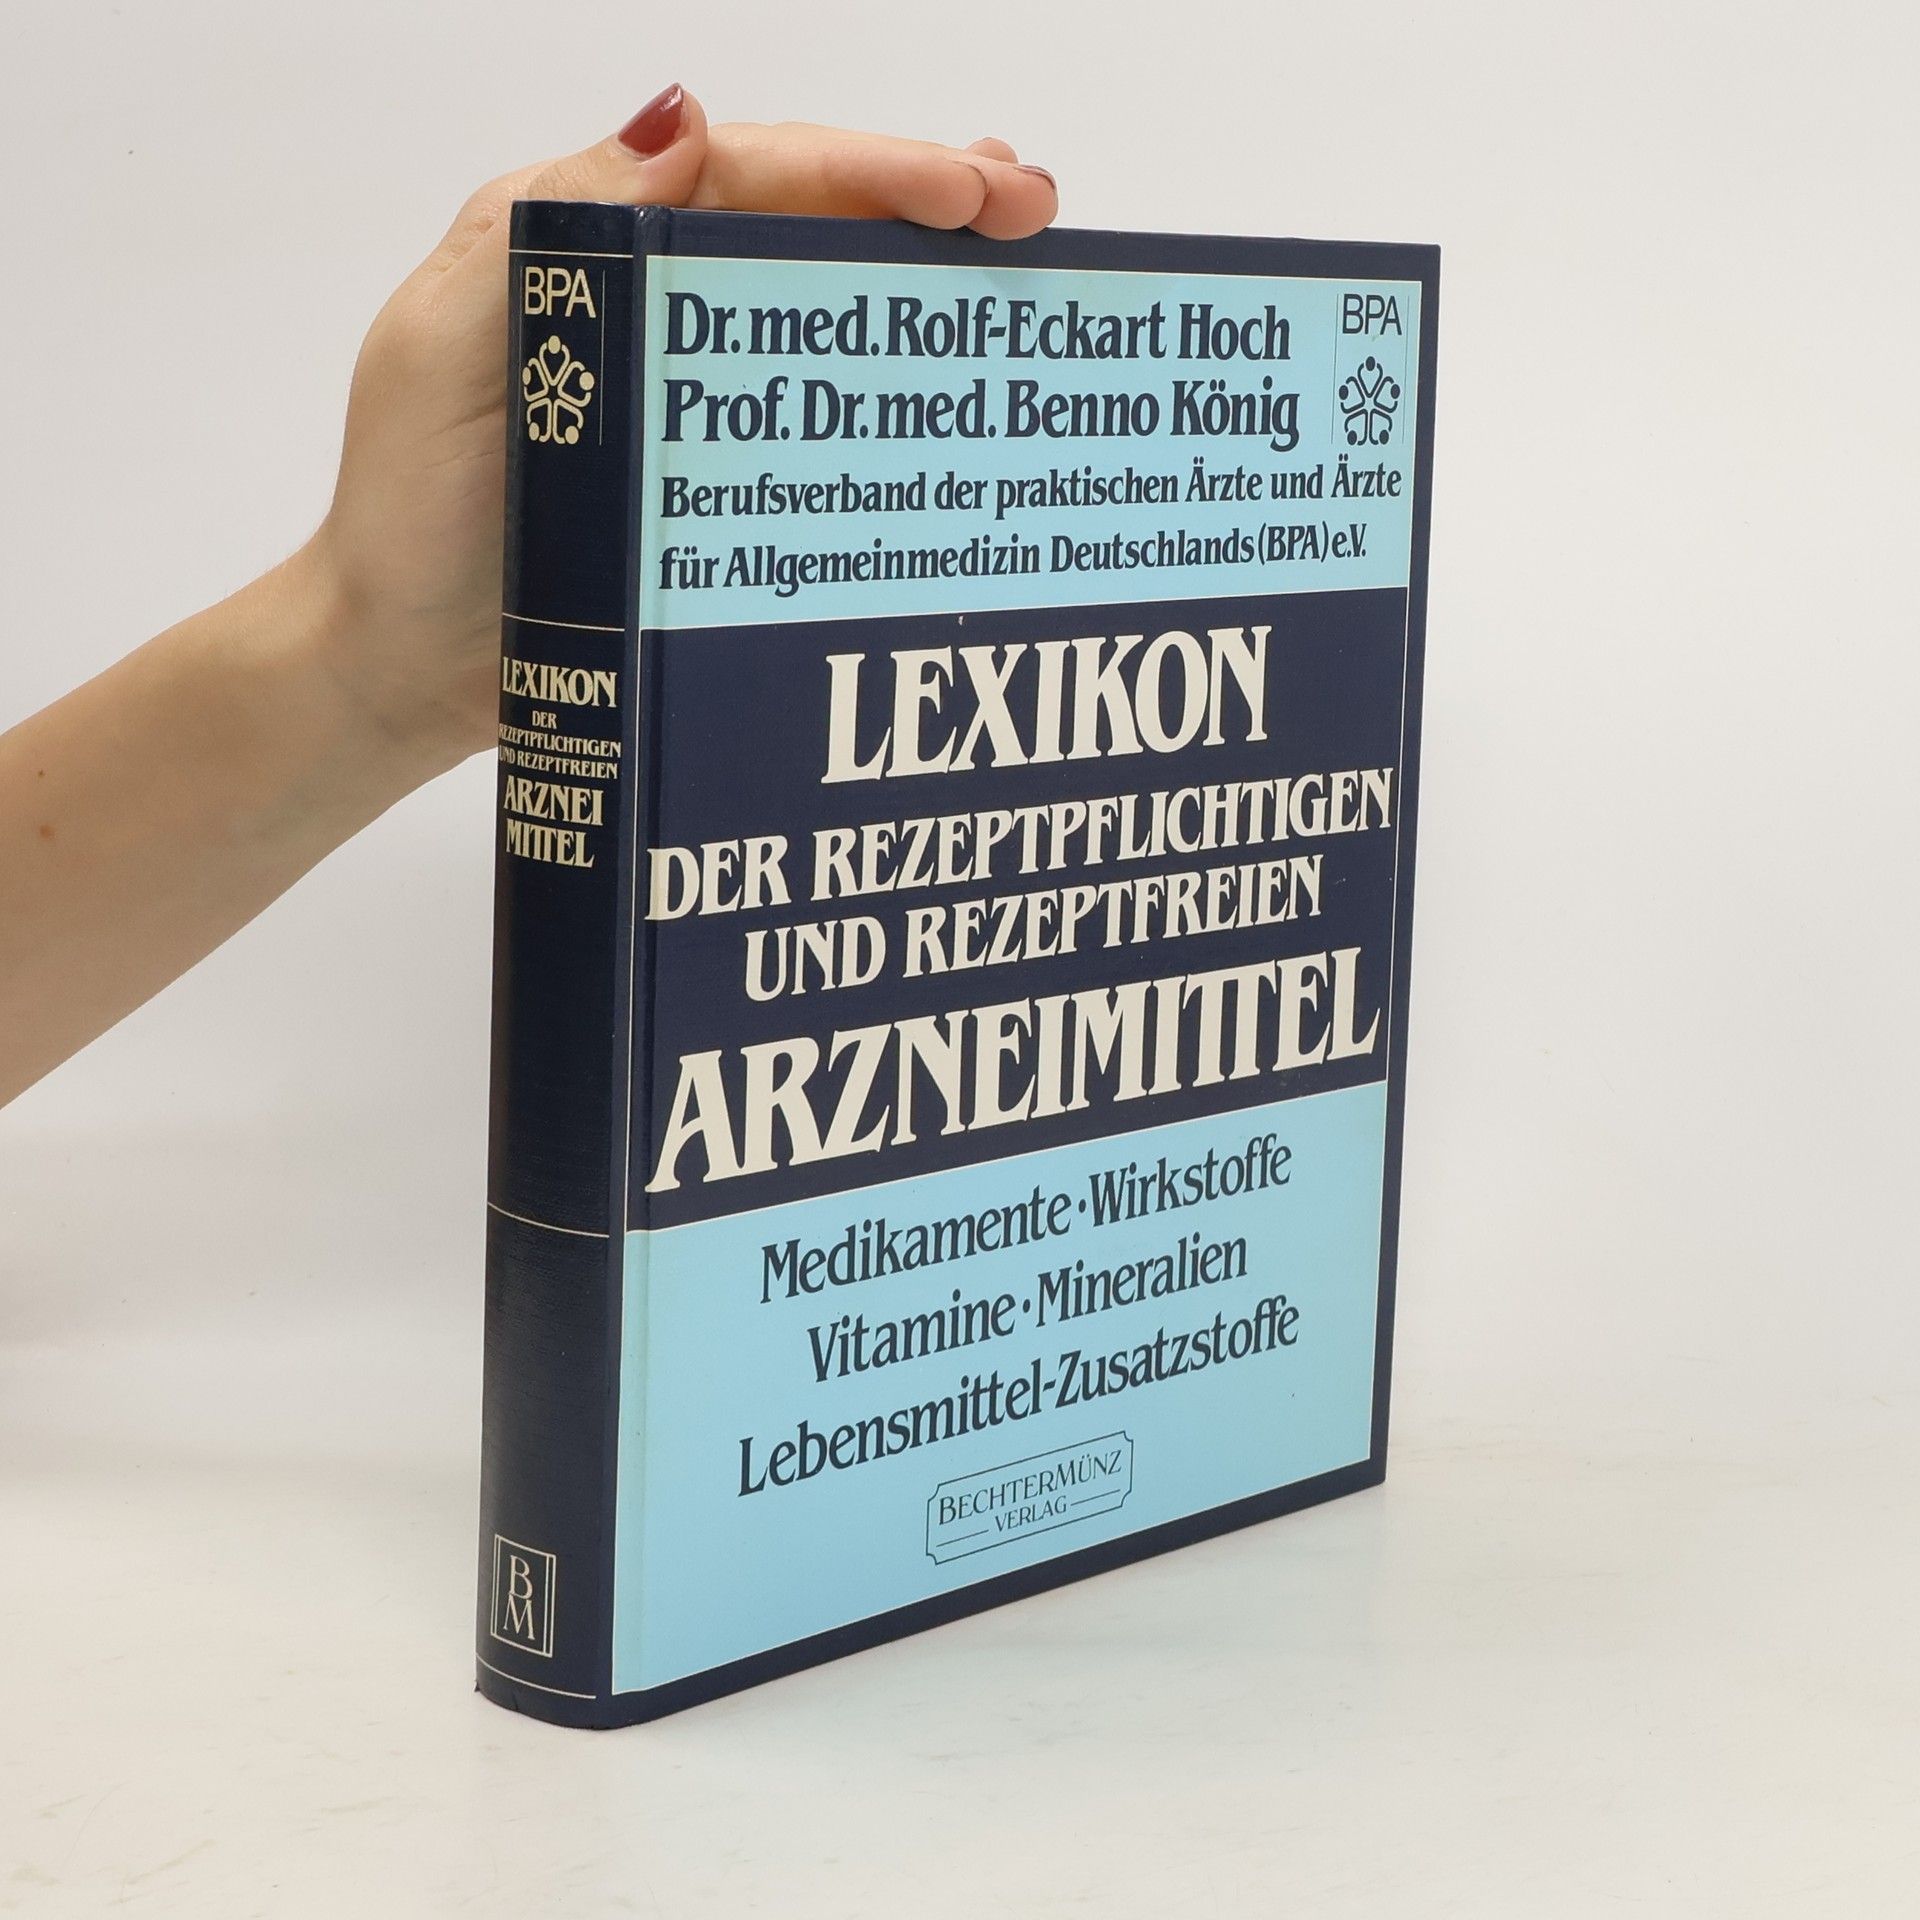 BPA
LEXIKON
DER
REZEPTPFLICHTIGEN
UND REZEPTFREIEN
ARZNEI
MITTEL
B
M
Dr. med. Rolf-Eckart Hoch
Prof. Dr. med. Benno König
BPA
Berufsverband der praktischen Ärzte und Ärzte
für Allgemeinmedizin Deutschlands (BPA) e.V.
LEXIKON
DER REZEPTPFLICHTIGEN
UND REZEPTFREIEN
ARZNEIMITTEL
Medikamente · Wirkstoffe
Vitamine · Mineralien
Lebensmittel-Zusatzstoffe
BECHTERMÜNZ
VERLAG